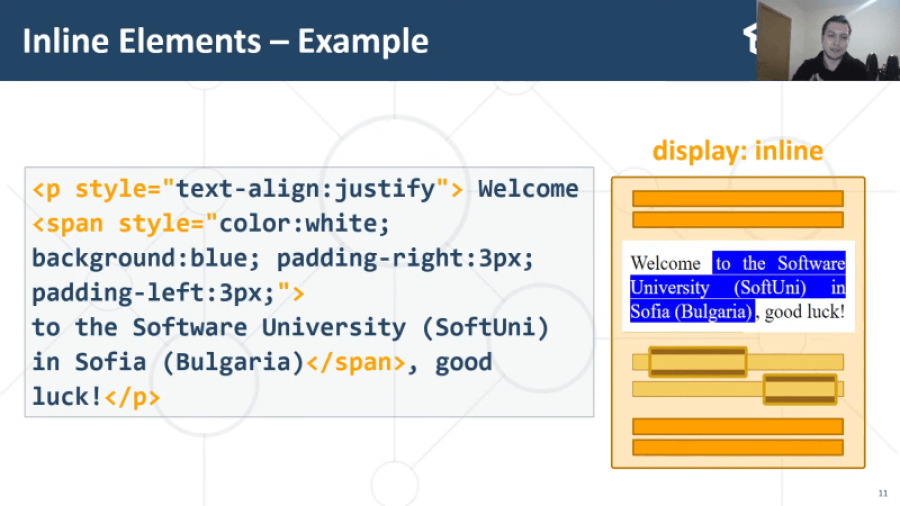 Inline Elements – Example
<p style="text-align:justify"> Welcome
<span style="color:white;
background:blue; padding-right:3px;
padding-left:3px;">
to the Software University (SoftUni)
in Sofia (Bulgaria)</span>, good
luck!</p>
display: inline
Welcome to the Software
University (SoftUni) in
Sofia (Bulgaria), good luck!
11